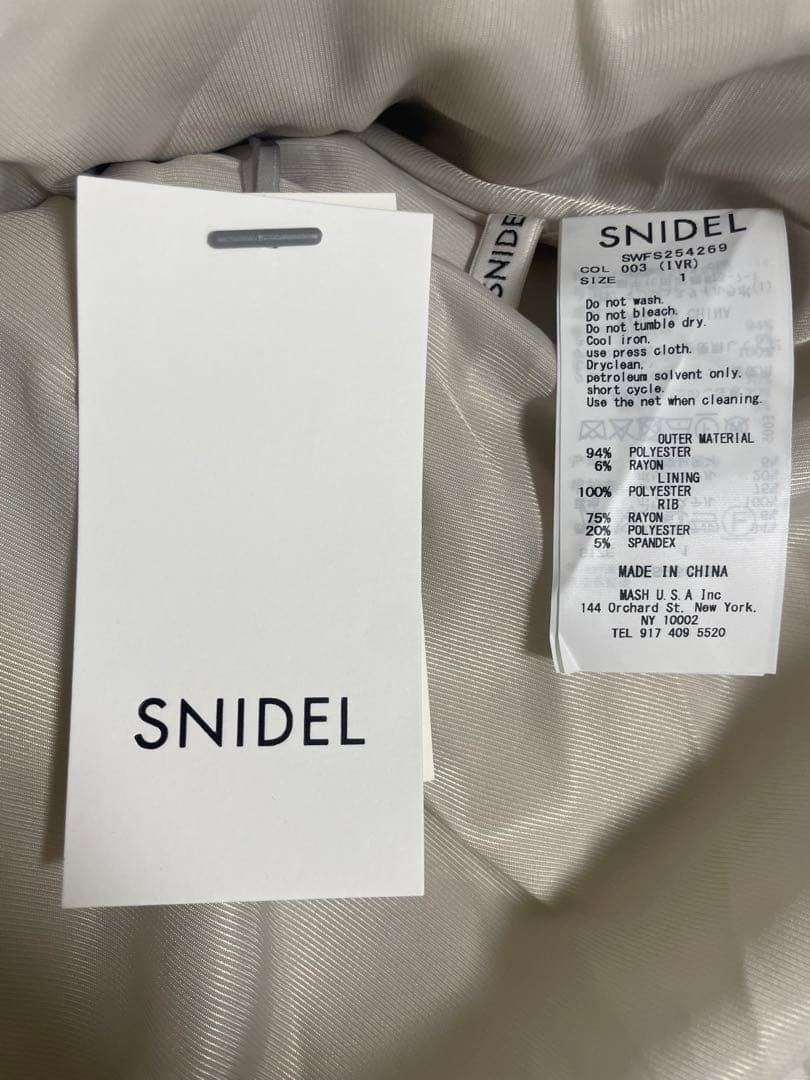 SNIDEL
SNIDE
SNIDEL
SWFS254269
COL 003 (IVR)
SIZE 1
Do not wash.
Do not bleach.
Do not tumble dry.
Cool iron,
use press cloth.
Dryclean,
petroleum solvent only.
short cycle.
Use the net when cleaning.
OUTER MATERIAL
94% POLYESTER
6% RAYON
LINING
100% POLYESTER
RIB
75% RAYON
20% POLYESTER
5% SPANDEX
MADE IN CHINA
MASH U.S.A Inc
144 Orchard St. New York.
NY 10002
TEL 917 409 5520